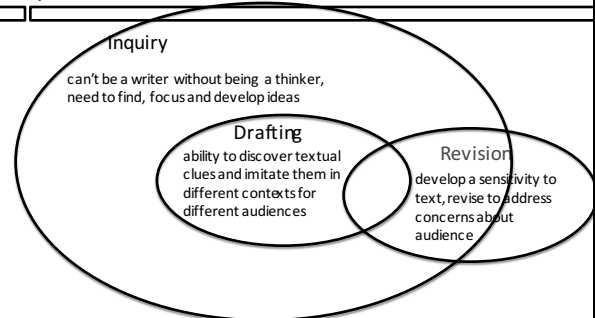 Inquiry
can't be a writer without being a thinker,
need to find, focus and develop ideas
Drafting
ability to discover textual
clues and imitate them in
different contexts for
different audiences
Revision
develop a sensitivity to
text, revise to address
concerns about
audience